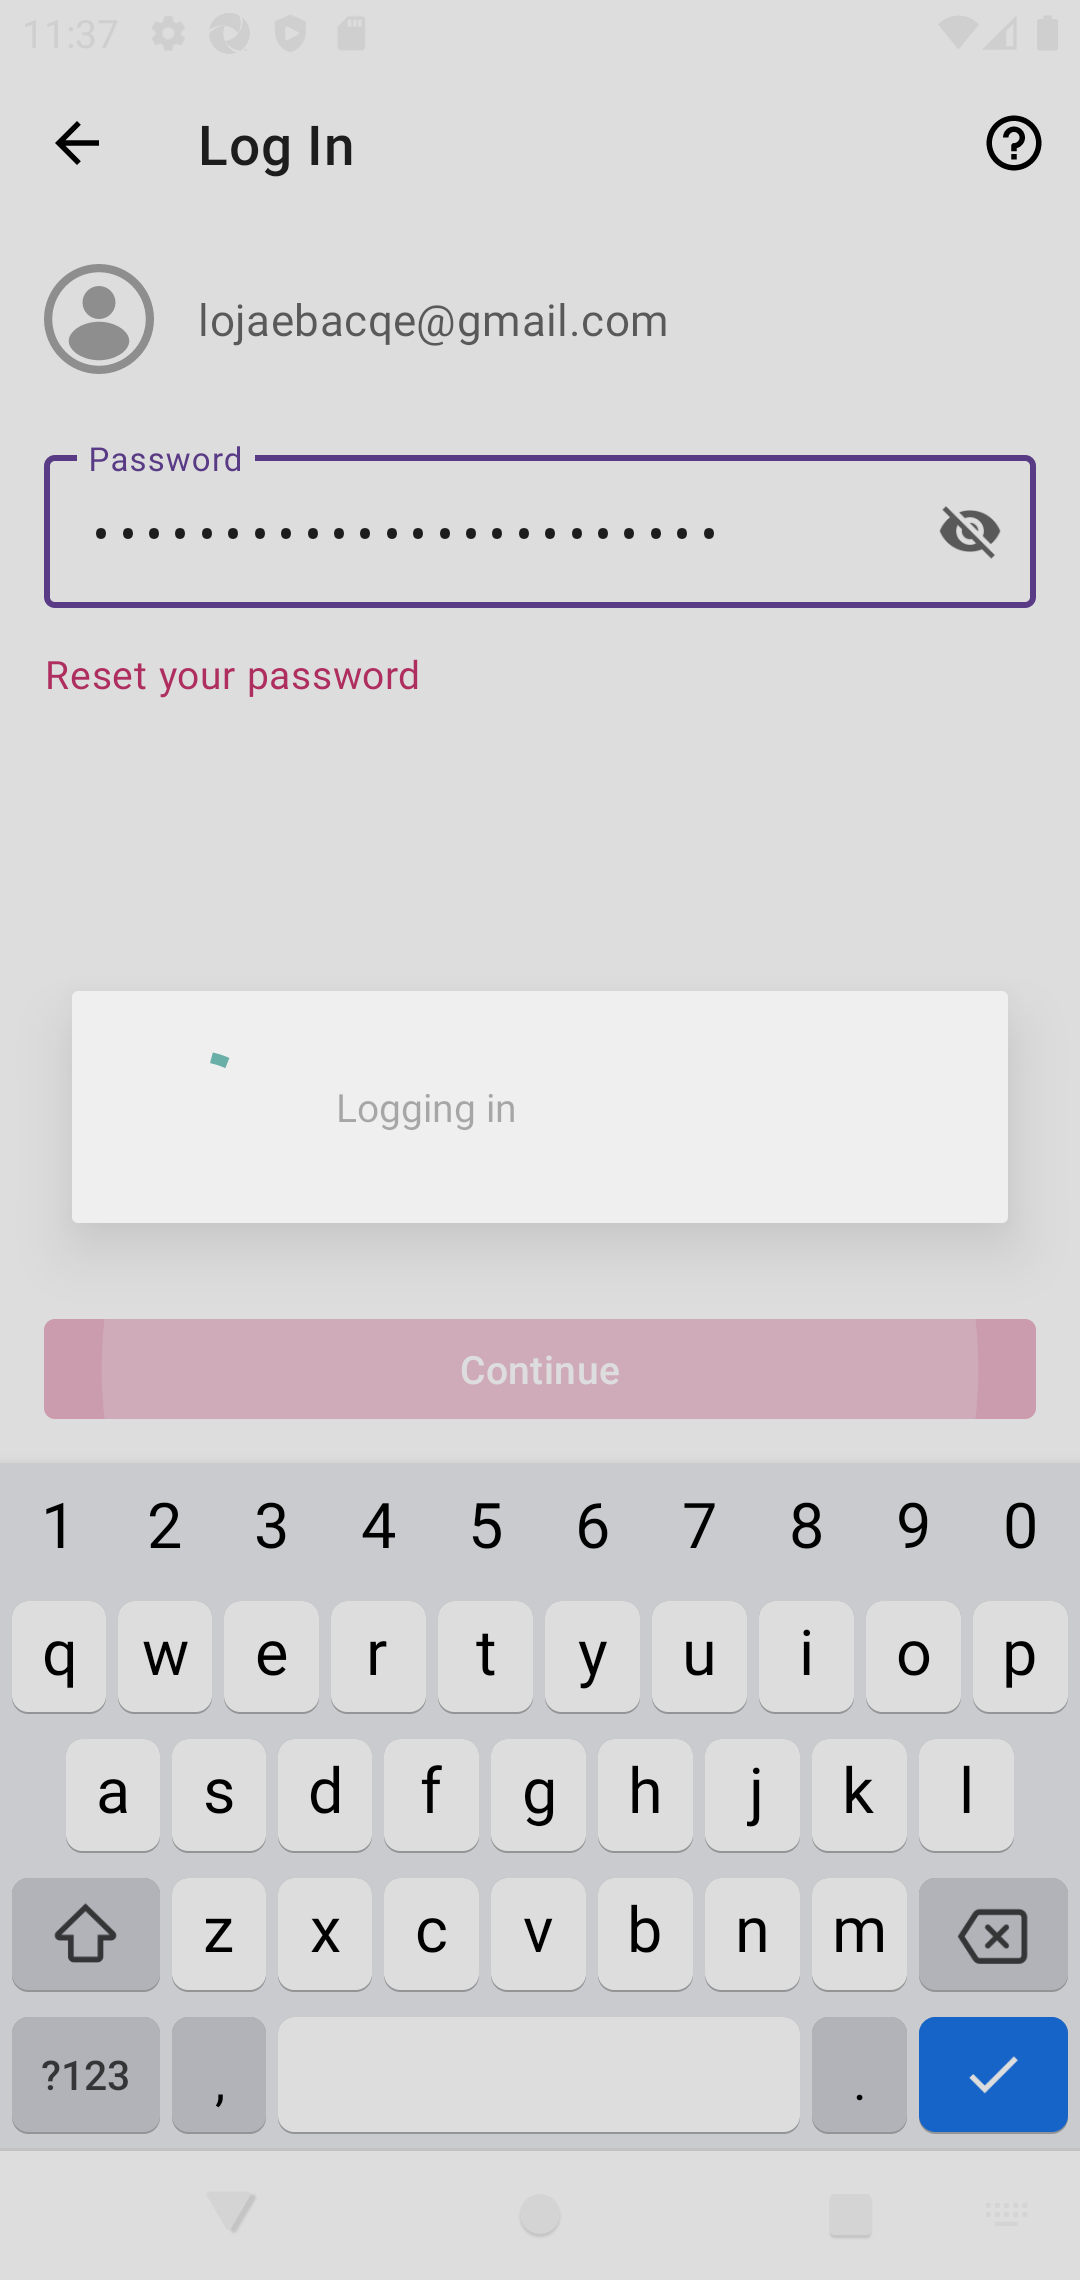 11:37
Log In
lojaebacqe@gmail.com
Password
••••••••••••••••••••••••
Reset your password
Logging in
Continue
1 2 3 4 5 6 7 8 9 0
q w e r t y u i o p
a s d f g h j k l
z x c v b n m
?123 , .